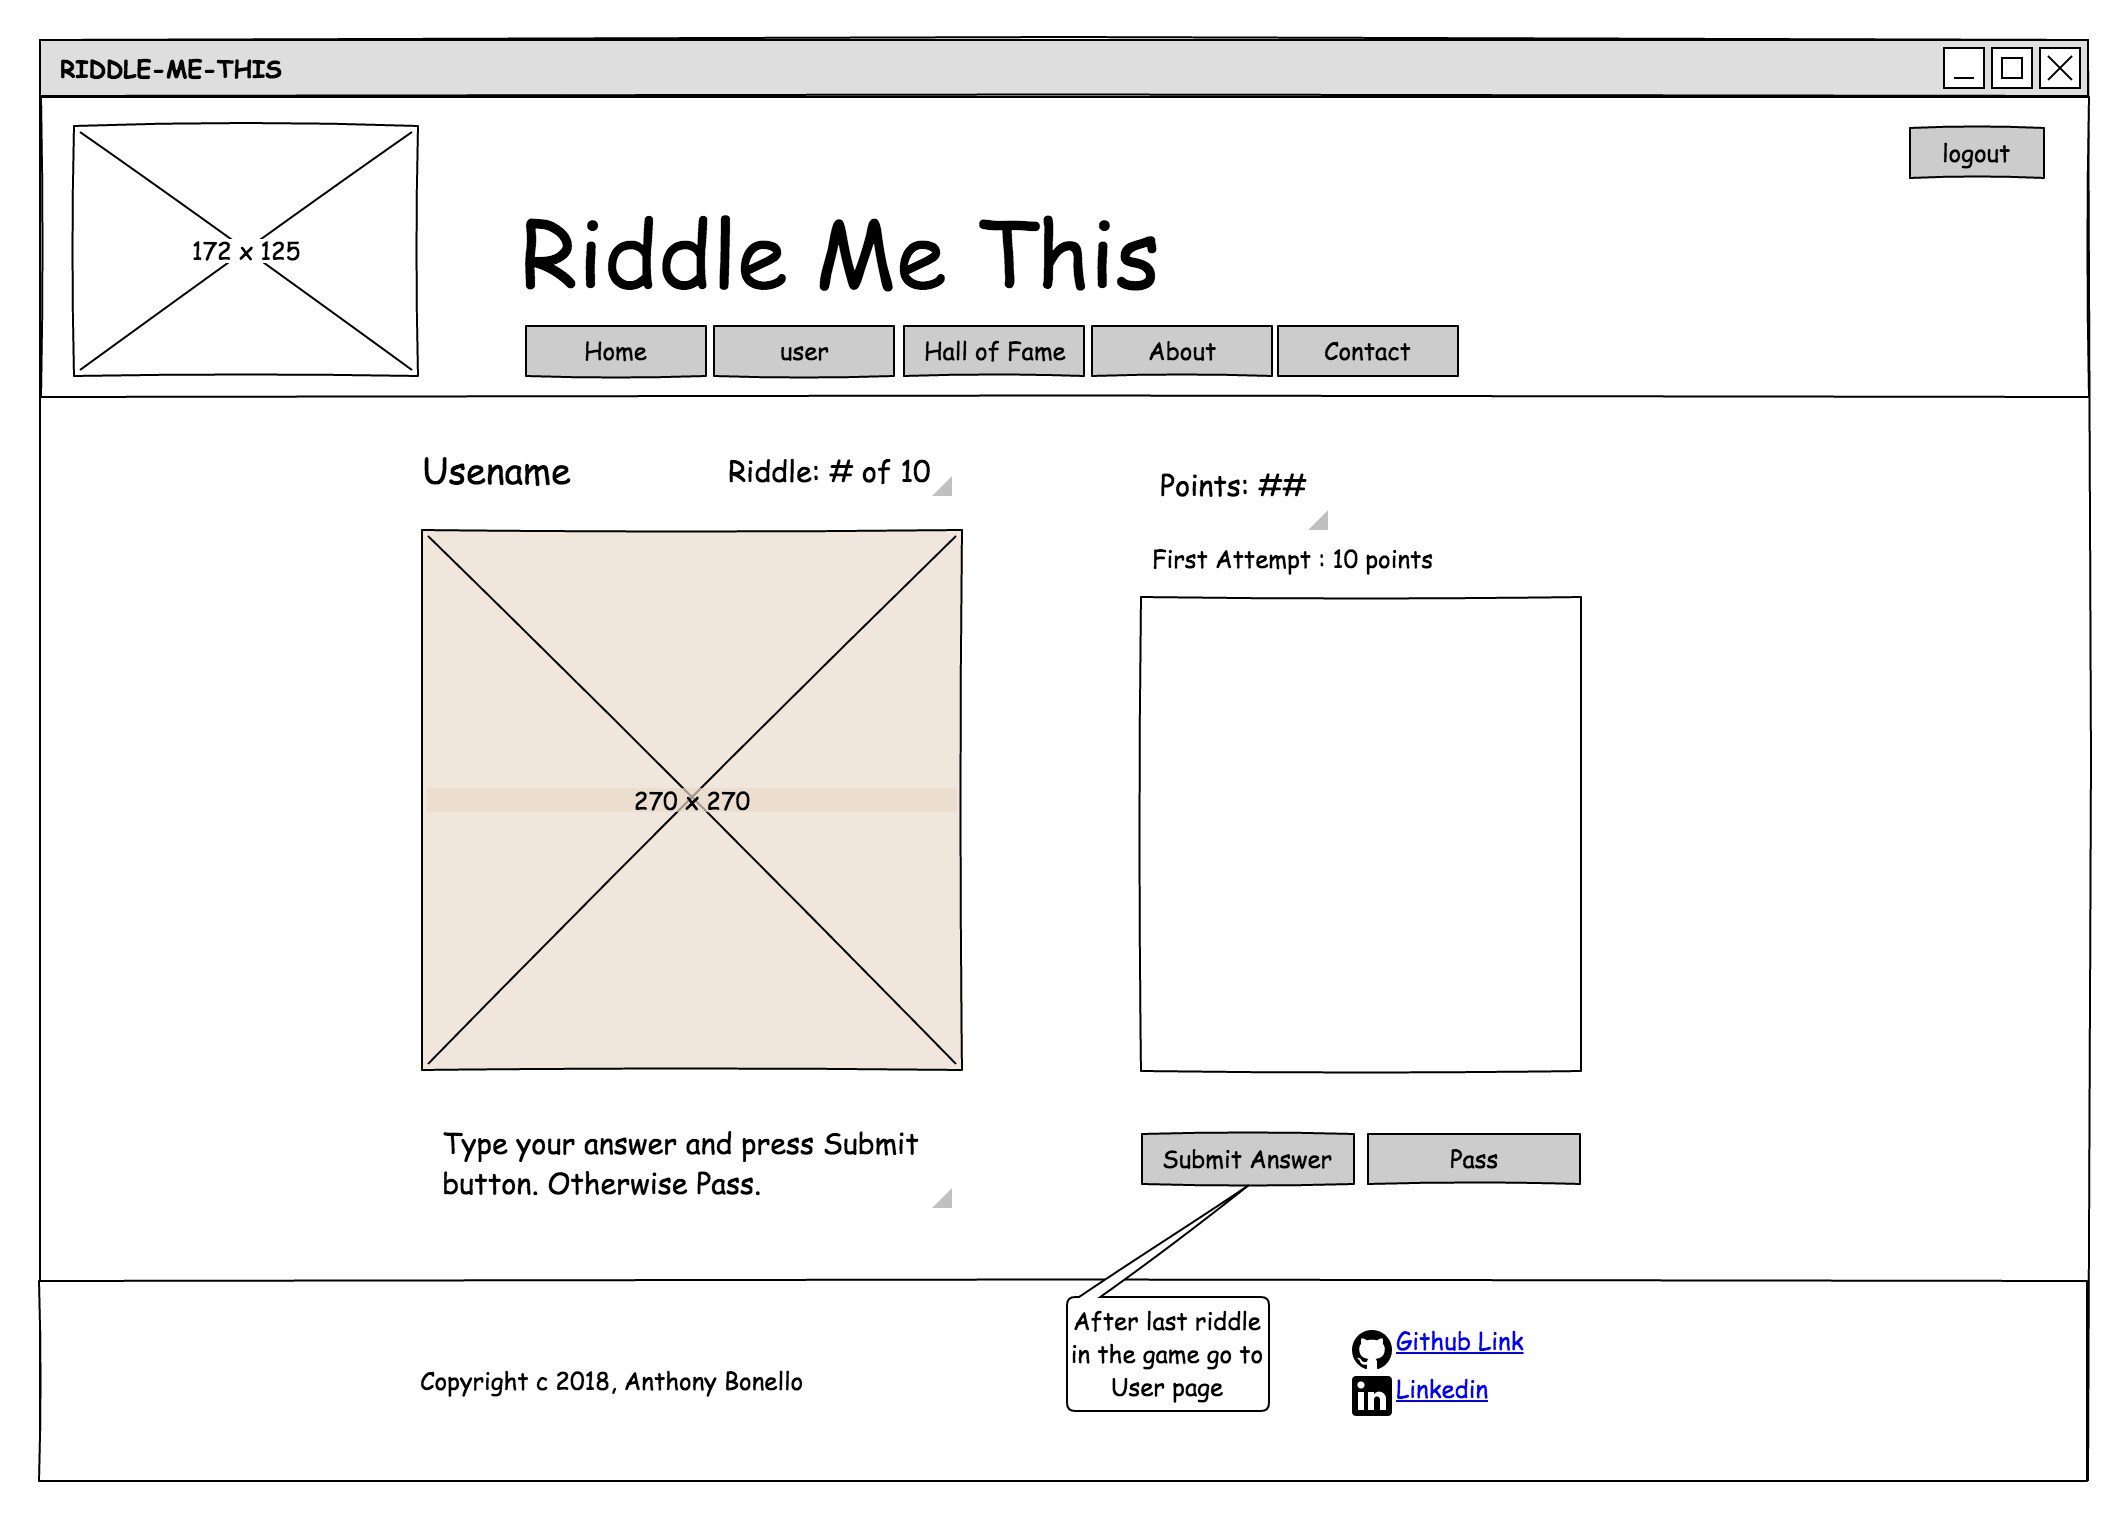 RIDDLE-ME-THIS
logout
172 x 125
Riddle Me This
Home
user
Hall of Fame
About
Contact
Usename
Riddle: # of 10
Points: ##
First Attempt : 10 points
270 x 270
Type your answer and press Submit
button. Otherwise Pass.
Submit Answer
Pass
After last riddle
in the game go to
User page
Copyright c 2018, Anthony Bonello
Github Link
Linkedin